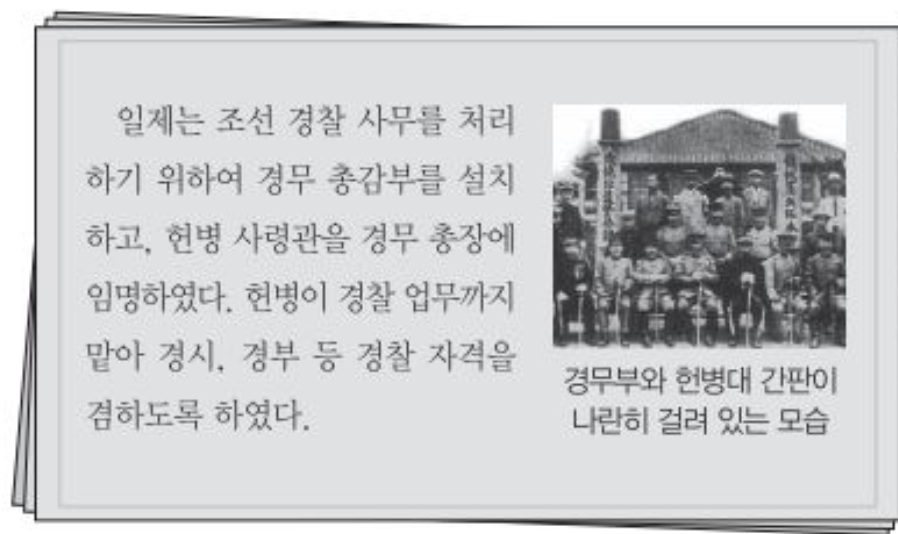 일제는 조선 경찰 사무를 처리
하기 위하여 경무 총감부를 설치
하고, 헌병 사령관을 경무 총장에
임명하였다. 헌병이 경찰 업무까지
맡아 경시, 경부 등 경찰 자격을
겸하도록 하였다.
경무부와 헌병대 간판이
나란히 걸려 있는 모습